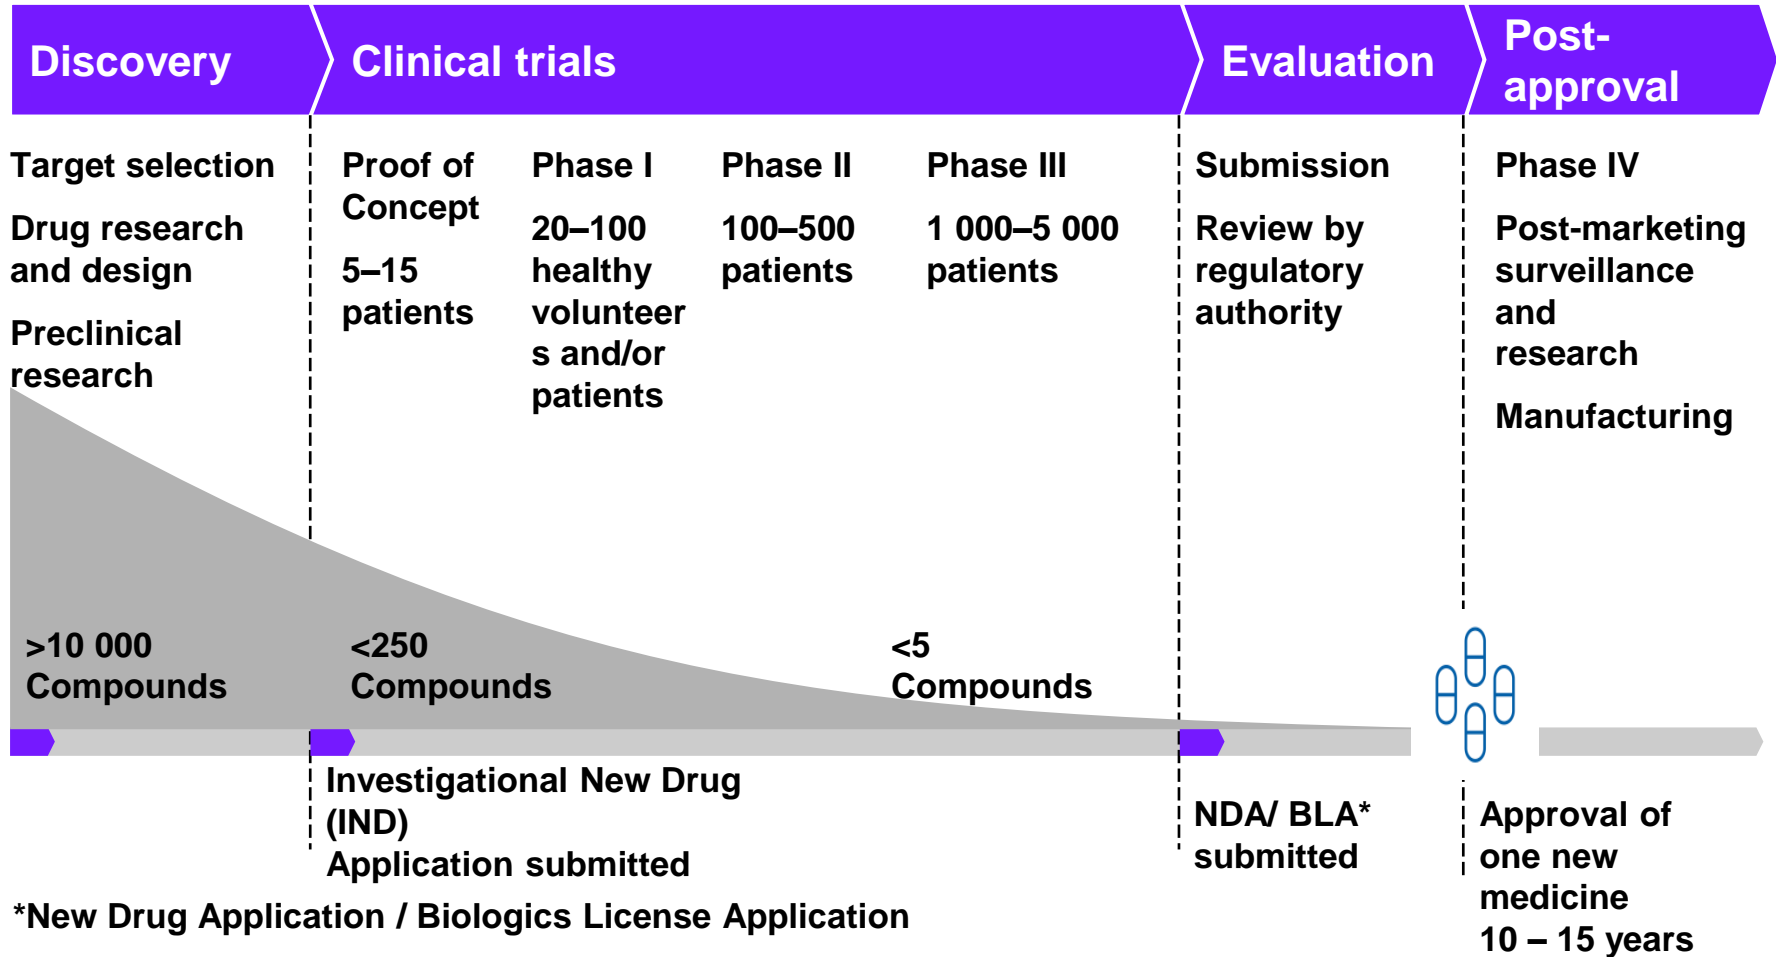 Discovery
Clinical trials
Evaluation
Post-
approval
Target selection
Drug research
and design
Preclinical
research
Proof of
Concept
5–15
patients
Phase I
20–100
healthy
volunteer
s and/or
patients
Phase II
100–500
patients
Phase III
1 000–5 000
patients
Submission
Review by
regulatory
authority
Phase IV
Post-marketing
surveillance
and
research
Manufacturing
>10 000
Compounds
<250
Compounds
<5
Compounds
Investigational New Drug
(IND)
Application submitted
NDA/ BLA*
submitted
Approval of
one new
medicine
10 – 15 years
*New Drug Application / Biologics License Application